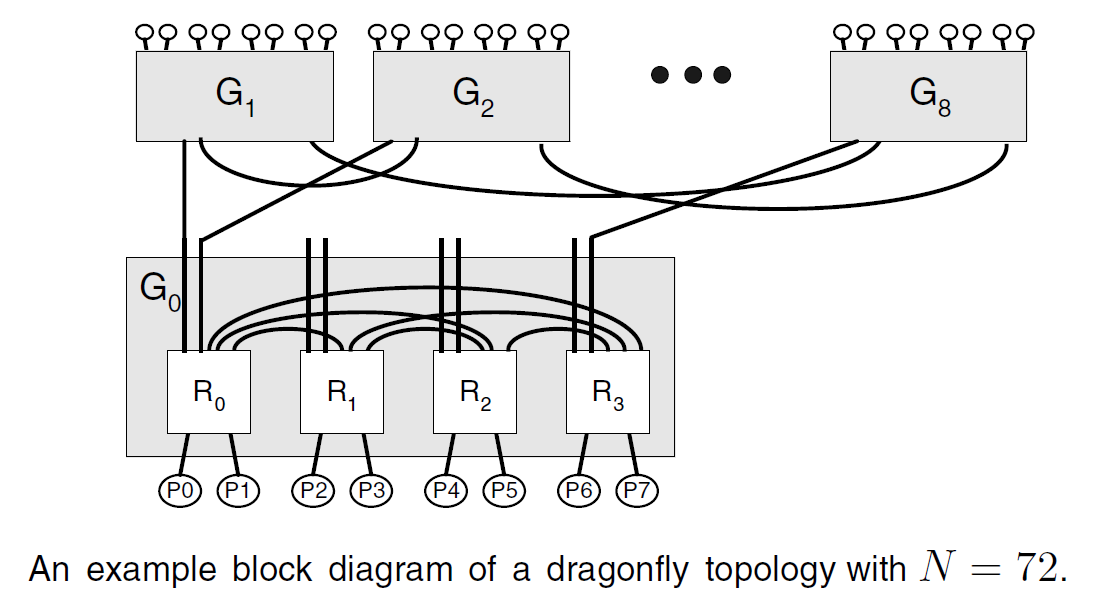 G1 G2 G8
G0
R0 R1 R2 R3
P0 P1 P2 P3 P4 P5 P6 P7
An example block diagram of a dragonfly topology with N = 72.